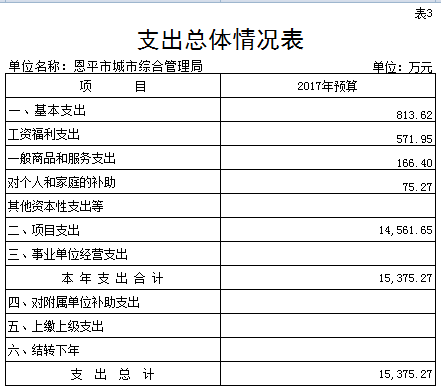 表3
支出总体情况表
单位名称：恩平市城市综合管理局 单位：万元
项 目 2017年预算
一、基本支出 813.62
工资福利支出 571.95
一般商品和服务支出 166.40
对个人和家庭的补助 75.27
其他资本性支出等
二、项目支出 14,561.65
三、事业单位经营支出
本 年 支 出 合 计 15,375.27
四、对附属单位补助支出
五、上缴上级支出
六、结转下年
支 出 总 计 15,375.27